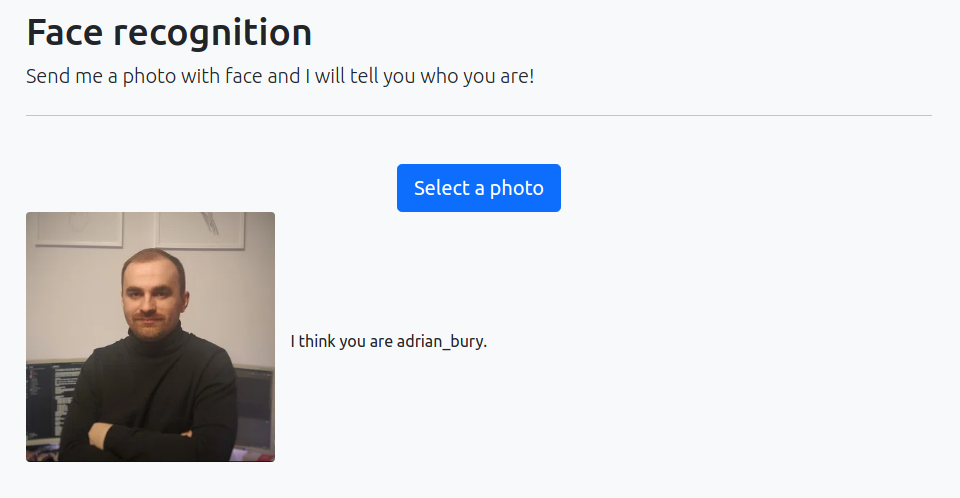 Face recognition
Send me a photo with face and I will tell you who you are!
Select a photo
I think you are adrian_bury.